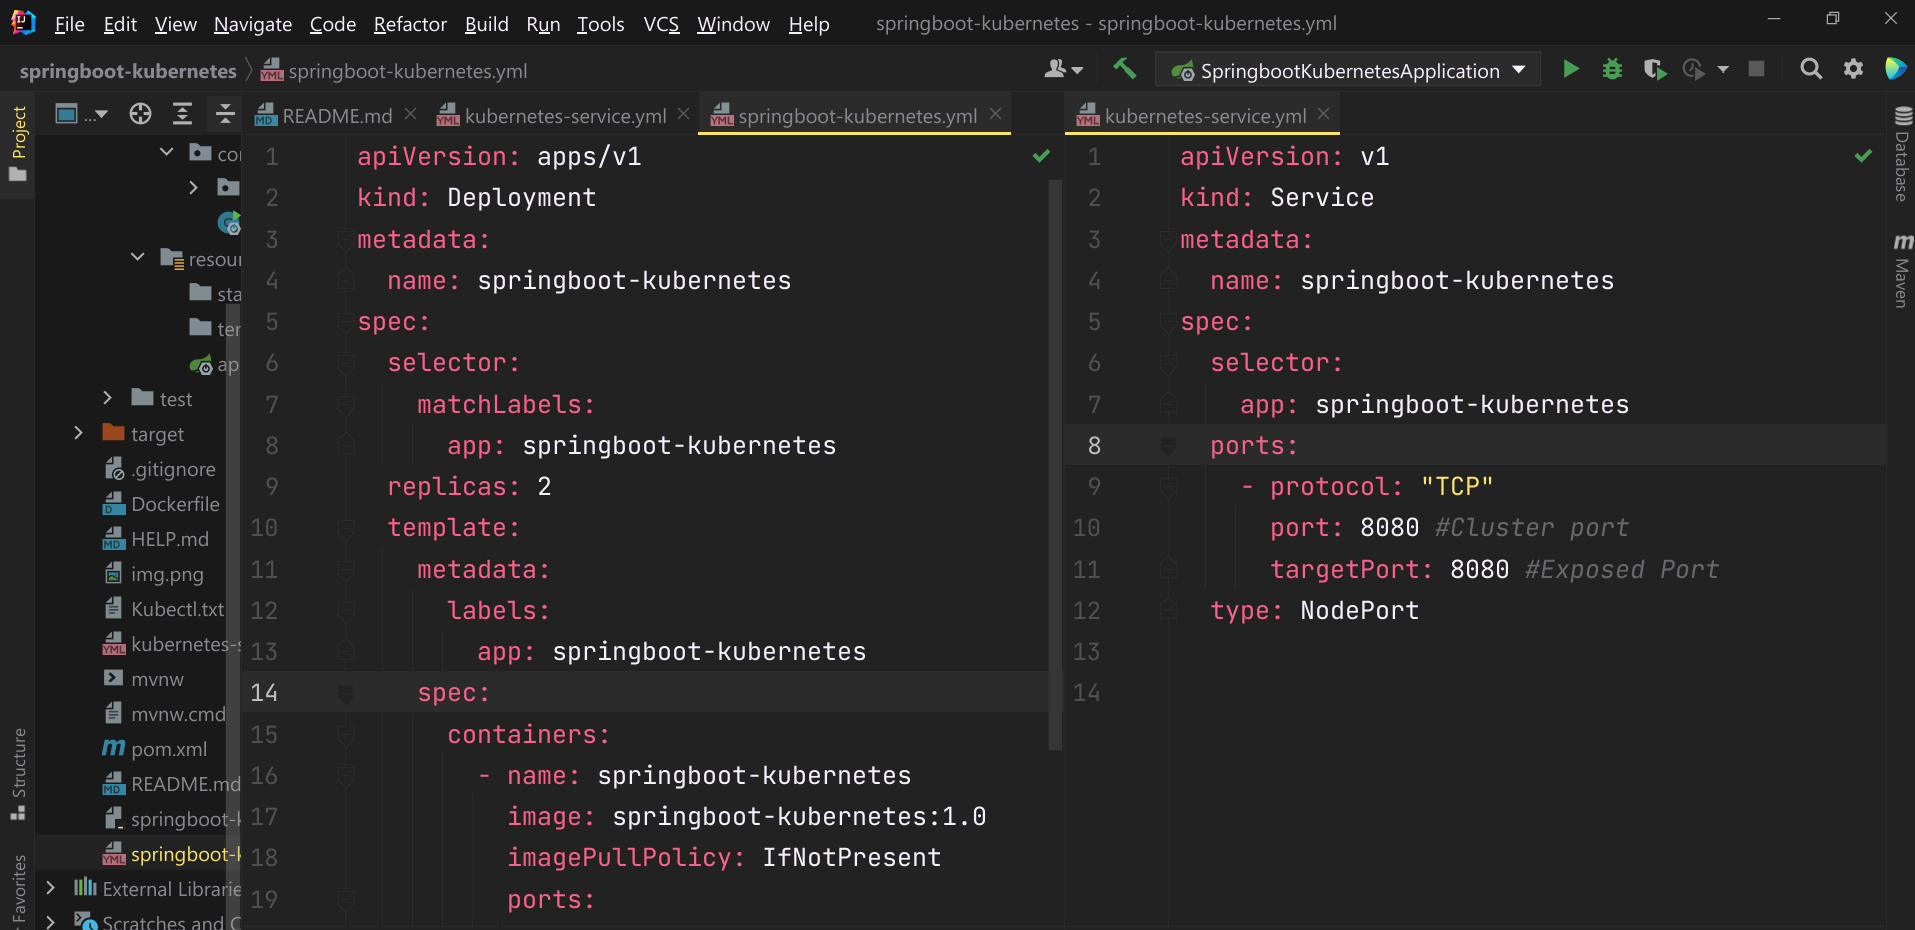 File Edit View Navigate Code Refactor Build Run Tools VCS Window Help springboot-kubernetes - springboot-kubernetes.yml
springboot-kubernetes springboot-kubernetes.yml SpringbootKubernetesApplication
Project
... README.md kubernetes-service.yml springboot-kubernetes.yml kubernetes-service.yml
resour
test
target
.gitignore
Dockerfile
HELP.md
img.png
Kubectl.txt
kubernetes-s
mvnw
mvnw.cmd
pom.xml
README.md
springboot-k
springboot-k
External Librarie
Scratches and C
Structure
Favorites
1 apiVersion: apps/v1
2 kind: Deployment
3 metadata:
4 name: springboot-kubernetes
5 spec:
6 selector:
7 matchLabels:
8 app: springboot-kubernetes
9 replicas: 2
10 template:
11 metadata:
12 labels:
13 app: springboot-kubernetes
14 spec:
15 containers:
16 - name: springboot-kubernetes
17 image: springboot-kubernetes:1.0
18 imagePullPolicy: IfNotPresent
19 ports:
1 apiVersion: v1
2 kind: Service
3 metadata:
4 name: springboot-kubernetes
5 spec:
6 selector:
7 app: springboot-kubernetes
8 ports:
9 - protocol: "TCP"
10 port: 8080 #Cluster port
11 targetPort: 8080 #Exposed Port
12 type: NodePort
13
14
Database
Maven